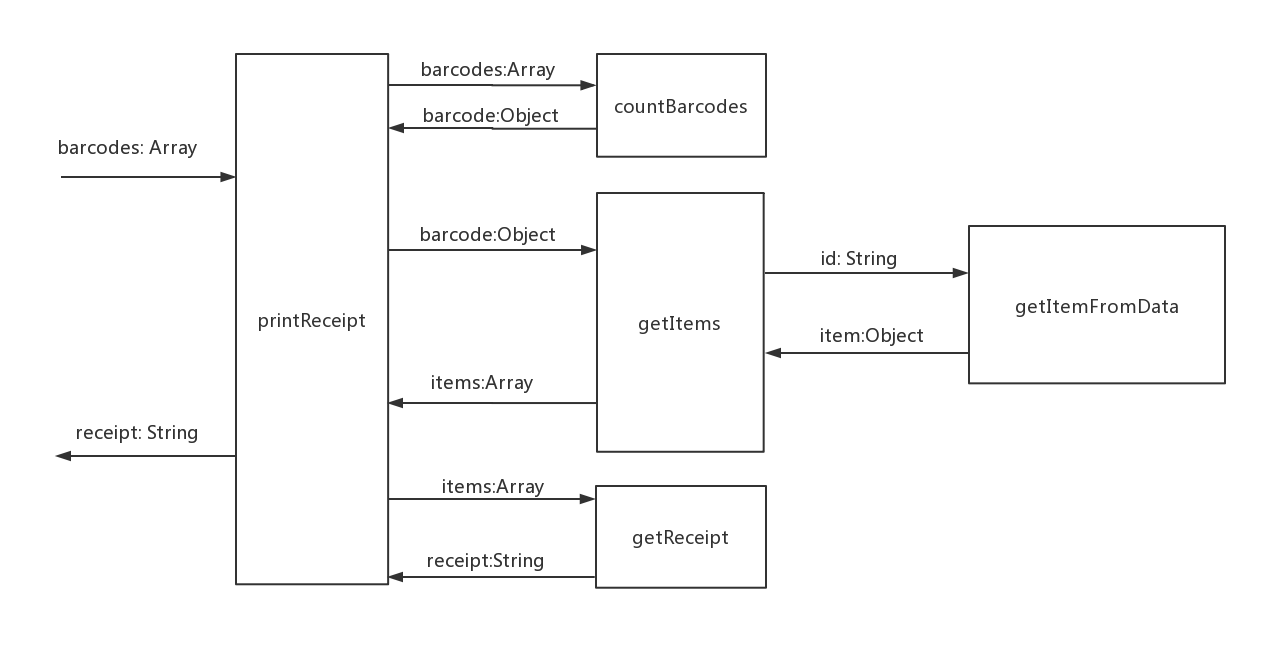 barcodes:Array
countBarcodes
barcode:Object
barcodes: Array
barcode:Object
id: String
getItemFromData
printReceipt
getItems
item:Object
items:Array
receipt: String
items:Array
getReceipt
receipt:String